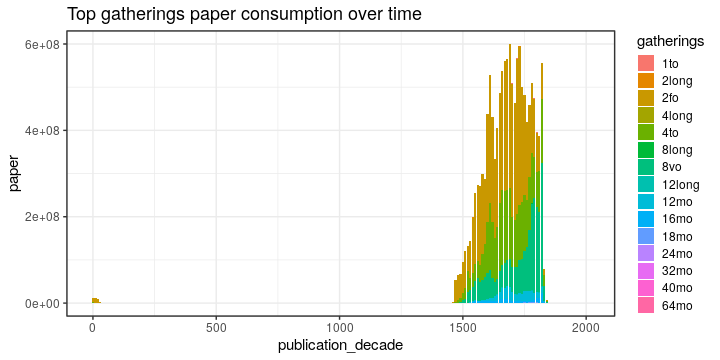 Top gatherings paper consumption over time
6e+08
4e+08
2e+08
0e+00
paper
0
500
1000
1500
2000
publication_decade
gatherings
1to
2long
2fo
4long
4to
8long
8vo
12long
12mo
16mo
18mo
24mo
32mo
40mo
64mo